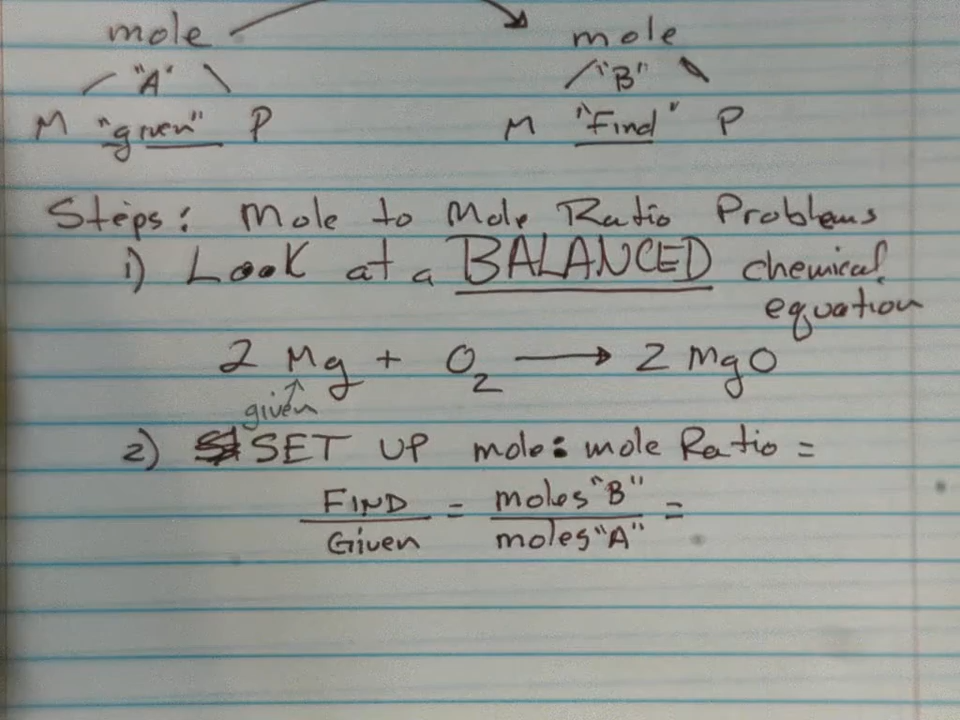 mole mole
"A" "B"
M "given" P M "Find" P
Steps: Mole to Mole Ratio Problems
1) Look at a BALANCED chemical
equation
2 Mg + O2 → 2 MgO
given
2) SET UP mole: mole Ratio =
FIND = moles "B" =
Given moles "A"